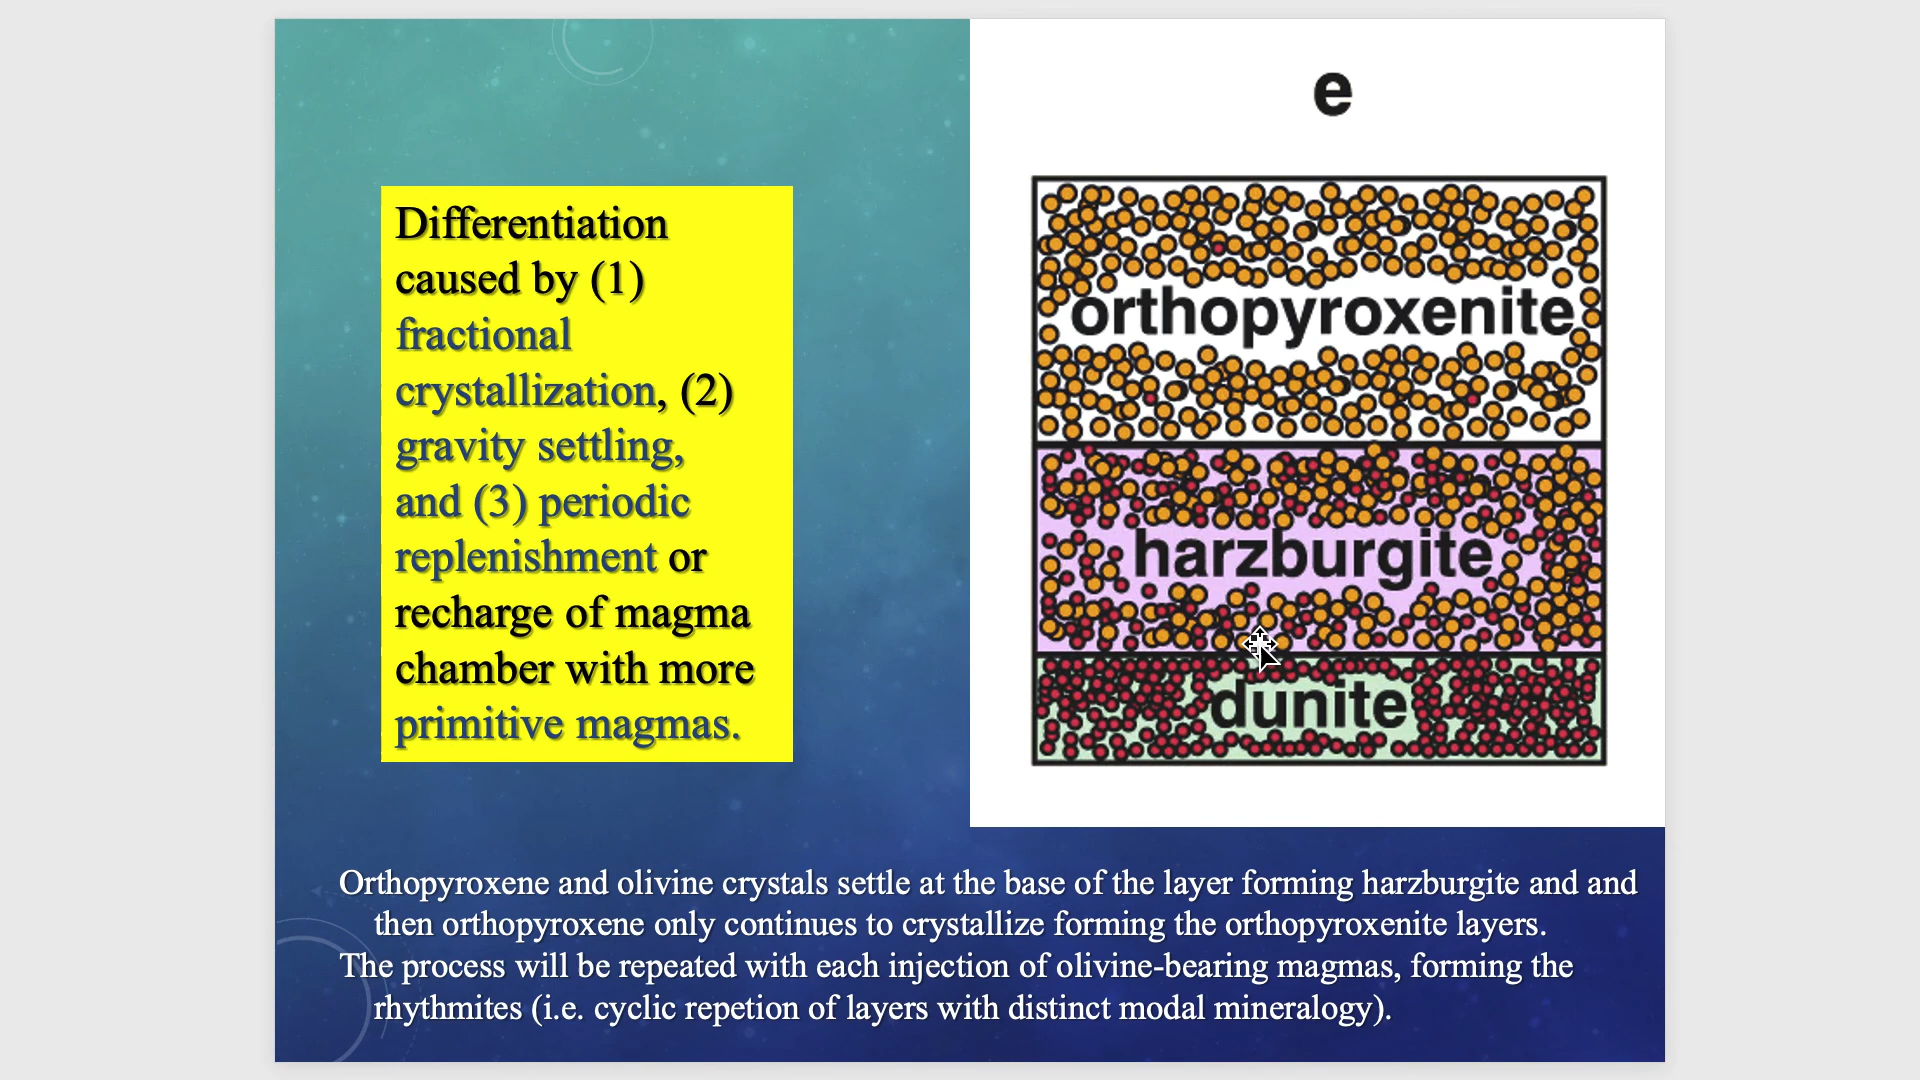 Differentiation
caused by (1)
fractional
crystallization, (2)
gravity settling,
and (3) periodic
replenishment or
recharge of magma
chamber with more
primitive magmas.
e
orthopyroxenite
harzburgite
dunite
Orthopyroxene and olivine crystals settle at the base of the layer forming harzburgite and and
then orthopyroxene only continues to crystallize forming the orthopyroxenite layers.
The process will be repeated with each injection of olivine-bearing magmas, forming the
rhythmites (i.e. cyclic repetion of layers with distinct modal mineralogy).